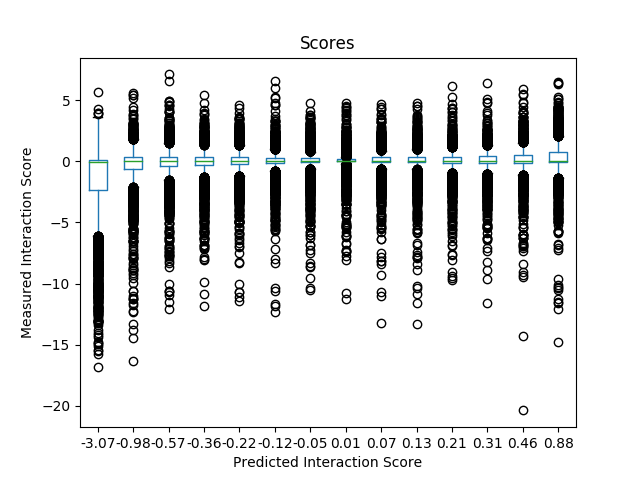 Scores
Measured Interaction Score
5
0
−5
−10
−15
−20
-3.07 -0.98 -0.57 -0.36 -0.22 -0.12 -0.05 0.01 0.07 0.13 0.21 0.31 0.46 0.88
Predicted Interaction Score